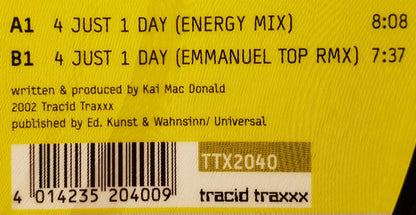 A1 4 JUST 1 DAY (ENERGY MIX) 8:08
B1 4 JUST 1 DAY (EMMANUEL TOP RMX) 7:37
written & produced by Kai Mac Donald
2002 Tracid Traxxx
published by Ed. Kunst & Wahnsinn/ Universal
TTX2040
4 014235 204009
tracid traxxx